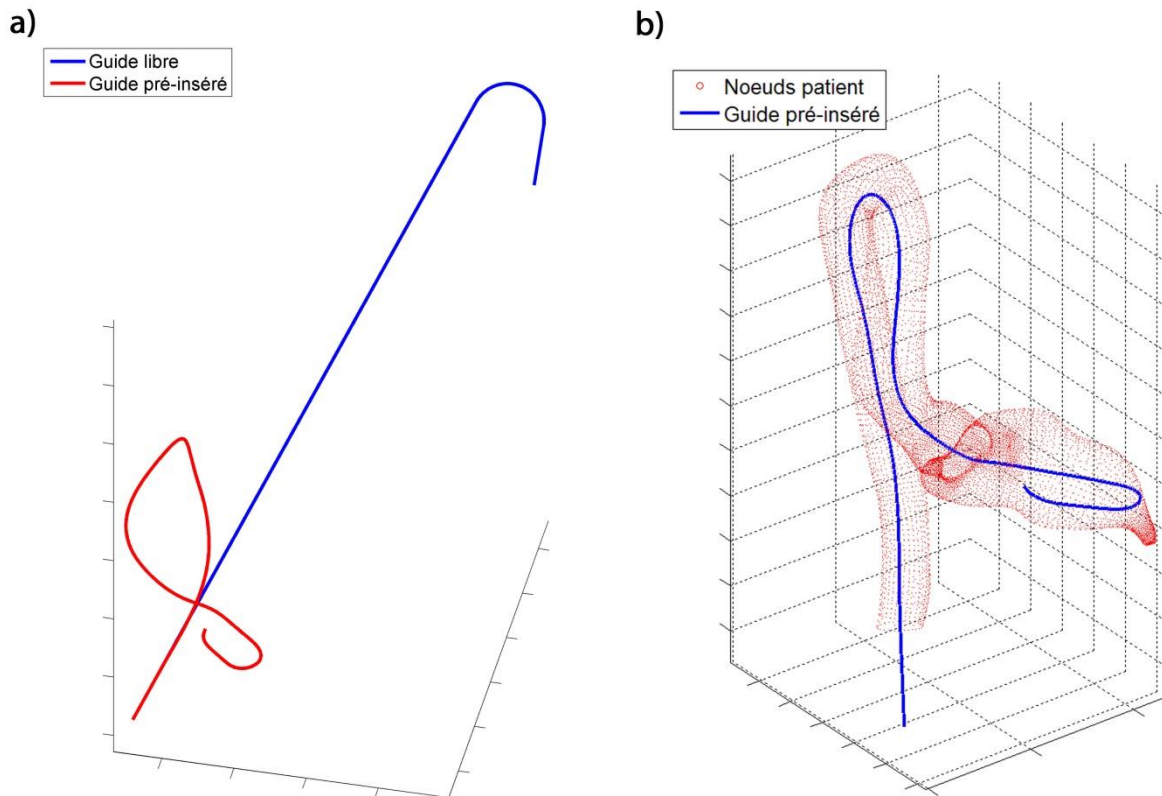 a)
Guide libre
Guide pré-inséré
b)
Noeuds patient
Guide pré-inséré